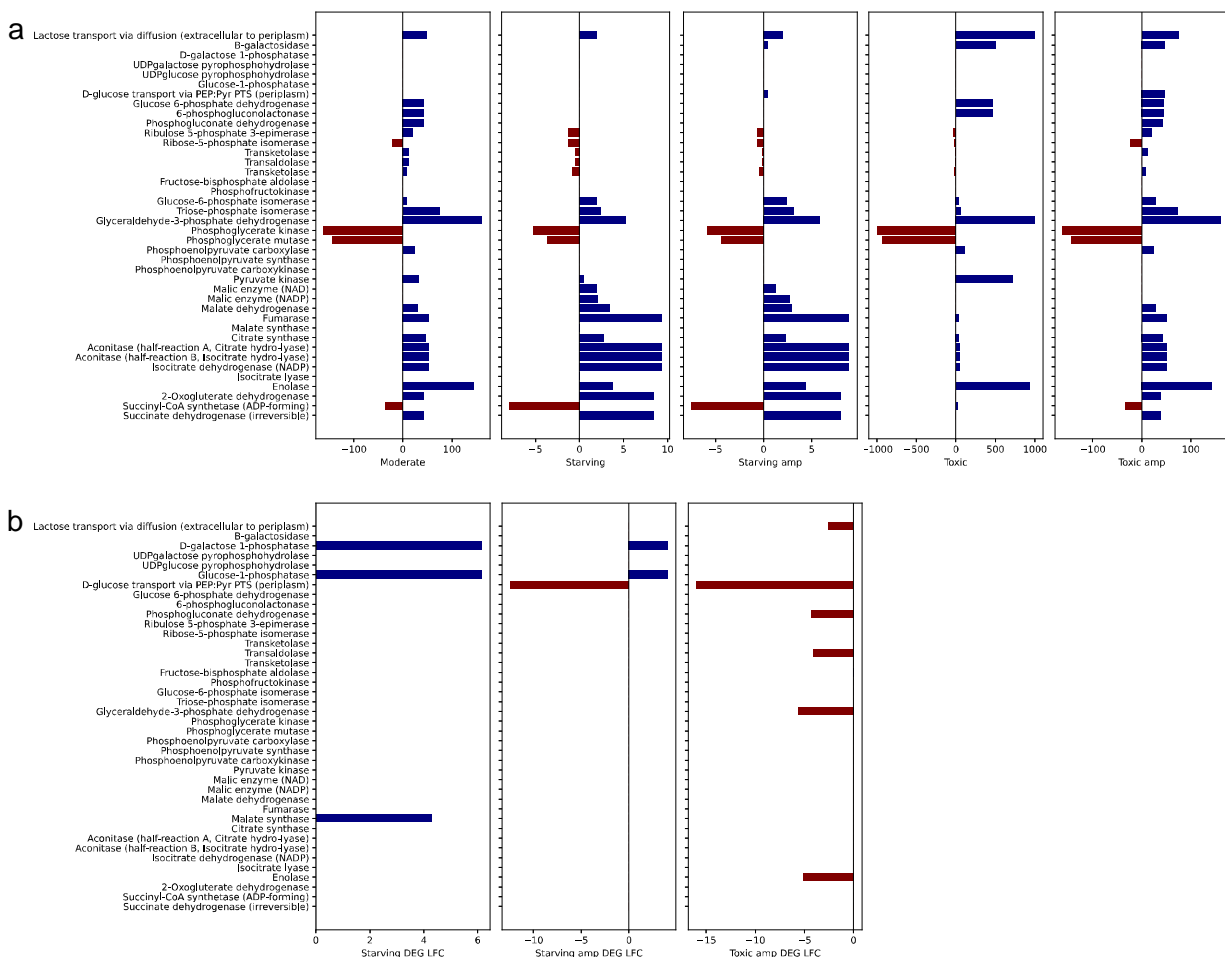 a
Lactose transport via diffusion (extracellular to periplasm)
B-galactosidase
D-galactose 1-phosphatase
UDPgalactose pyrophosphohydrolase
UDPglucose pyrophosphohydrolase
Glucose-1-phosphatase
D-glucose transport via PEP:Pyr PTS (periplasm)
Glucose 6-phosphate dehydrogenase
6-phosphogluconolactonase
Phosphogluconate dehydrogenase
Ribulose 5-phosphate 3-epimerase
Ribose-5-phosphate isomerase
Transketolase
Transaldolase
Transketolase
Fructose-bisphosphate aldolase
Phosphofructokinase
Glucose-6-phosphate isomerase
Triose-phosphate isomerase
Glyceraldehyde-3-phosphate dehydrogenase
Phosphoglycerate kinase
Phosphoglycerate mutase
Phosphoenolpyruvate carboxylase
Phosphoenolpyruvate synthase
Phosphoenolpyruvate carboxykinase
Pyruvate kinase
Malic enzyme (NAD)
Malic enzyme (NADP)
Malate dehydrogenase
Fumarase
Malate synthase
Citrate synthase
Aconitase (half-reaction A, Citrate hydro-lyase)
Aconitase (half-reaction B, Isocitrate hydro-lyase)
Isocitrate dehydrogenase (NADP)
Isocitrate lyase
Enolase
2-Oxogluterate dehydrogenase
Succinyl-CoA synthetase (ADP-forming)
Succinate dehydrogenase (irreversible)
−100 0 100
Moderate
−5 0 5 10
Starving
−5 0 5
Starving amp
−1000 −500 0 500 1000
Toxic
−100 0 100
Toxic amp
b
Lactose transport via diffusion (extracellular to periplasm)
B-galactosidase
D-galactose 1-phosphatase
UDPgalactose pyrophosphohydrolase
UDPglucose pyrophosphohydrolase
Glucose-1-phosphatase
D-glucose transport via PEP:Pyr PTS (periplasm)
Glucose 6-phosphate dehydrogenase
6-phosphogluconolactonase
Phosphogluconate dehydrogenase
Ribulose 5-phosphate 3-epimerase
Ribose-5-phosphate isomerase
Transketolase
Transaldolase
Transketolase
Fructose-bisphosphate aldolase
Phosphofructokinase
Glucose-6-phosphate isomerase
Triose-phosphate isomerase
Glyceraldehyde-3-phosphate dehydrogenase
Phosphoglycerate kinase
Phosphoglycerate mutase
Phosphoenolpyruvate carboxylase
Phosphoenolpyruvate synthase
Phosphoenolpyruvate carboxykinase
Pyruvate kinase
Malic enzyme (NAD)
Malic enzyme (NADP)
Malate dehydrogenase
Fumarase
Malate synthase
Citrate synthase
Aconitase (half-reaction A, Citrate hydro-lyase)
Aconitase (half-reaction B, Isocitrate hydro-lyase)
Isocitrate dehydrogenase (NADP)
Isocitrate lyase
Enolase
2-Oxogluterate dehydrogenase
Succinyl-CoA synthetase (ADP-forming)
Succinate dehydrogenase (irreversible)
0 2 4 6
Starving DEG LFC
−10 −5 0
Starving amp DEG LFC
−15 −10 −5 0
Toxic amp DEG LFC